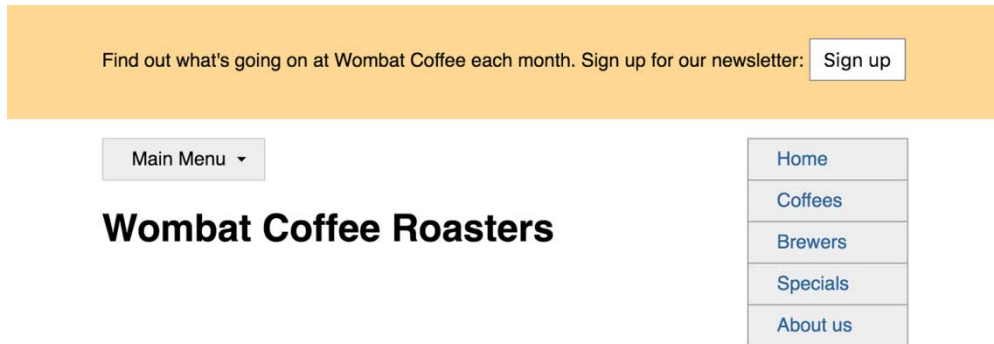 Find out what's going on at Wombat Coffee each month. Sign up for our newsletter: Sign up
Main Menu
Wombat Coffee Roasters
Home
Coffees
Brewers
Specials
About us